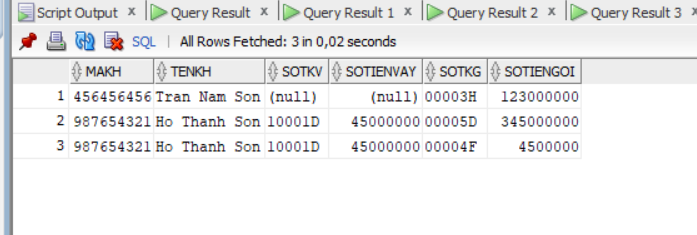 Script Output x Query Result x Query Result 1 x Query Result 2 x Query Result 3 x
SQL | All Rows Fetched: 3 in 0,02 seconds
MAKH TENKH SOTKV SOTIENVAY SOTKG SOTIENGOI
1 456456456 Tran Nam Son (null) (null) 00003H 123000000
2 987654321 Ho Thanh Son 10001D 45000000 00005D 345000000
3 987654321 Ho Thanh Son 10001D 45000000 00004F 4500000